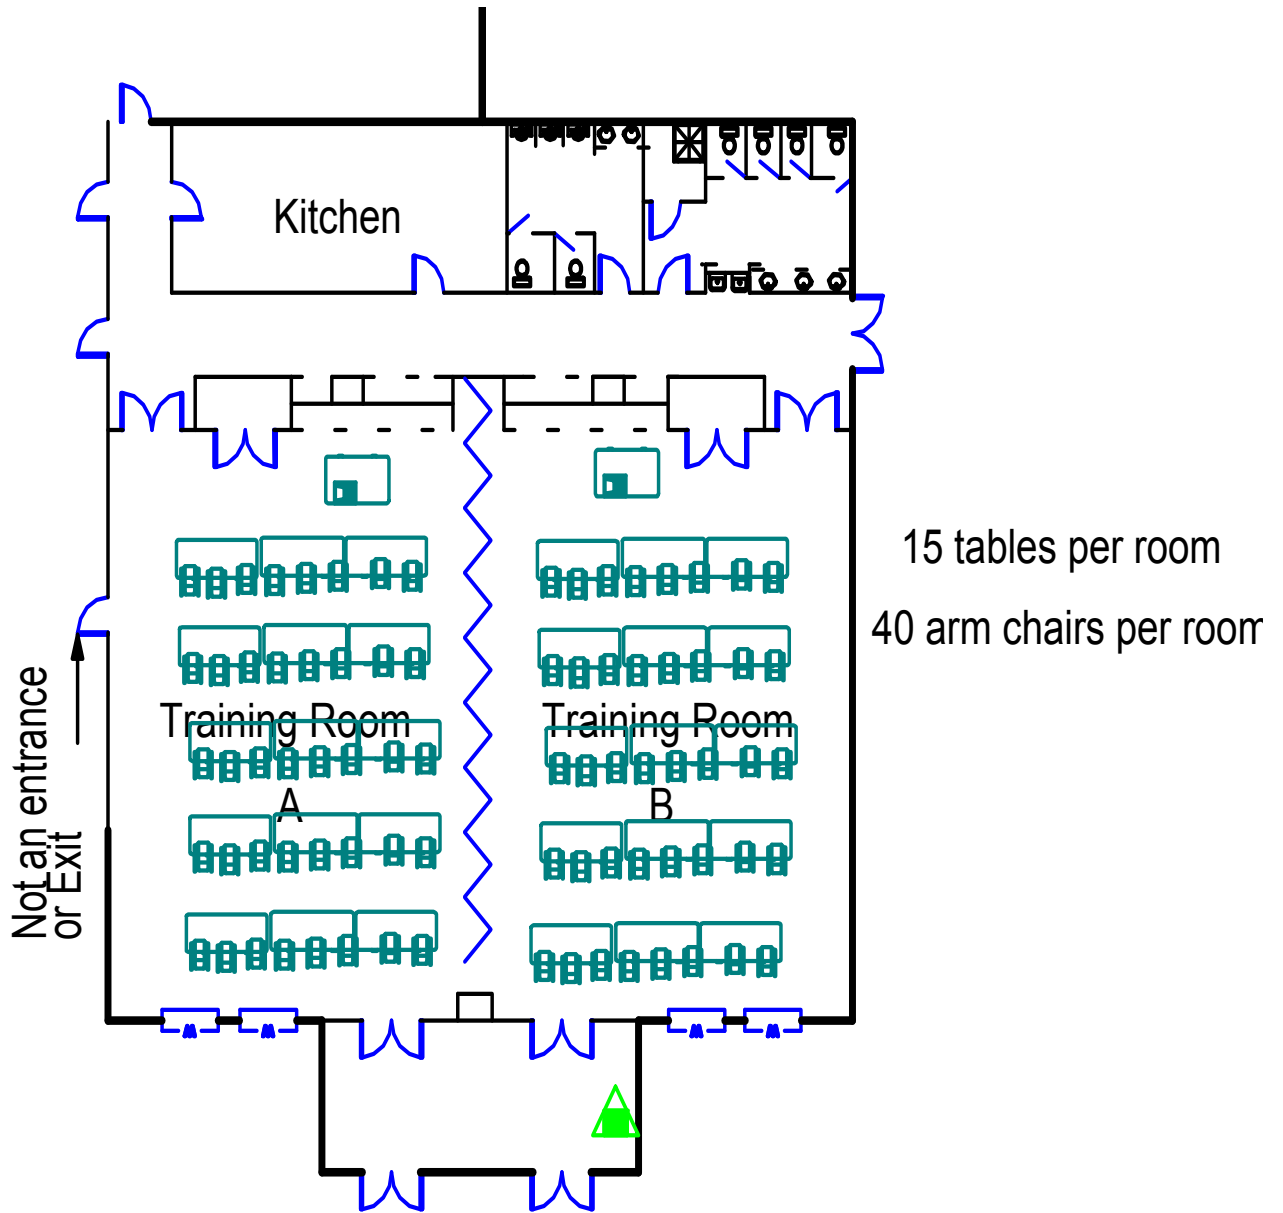 Kitchen
15 tables per room
40 arm chairs per room
Training Room
A
Training Room
B
Not an entrance
or Exit